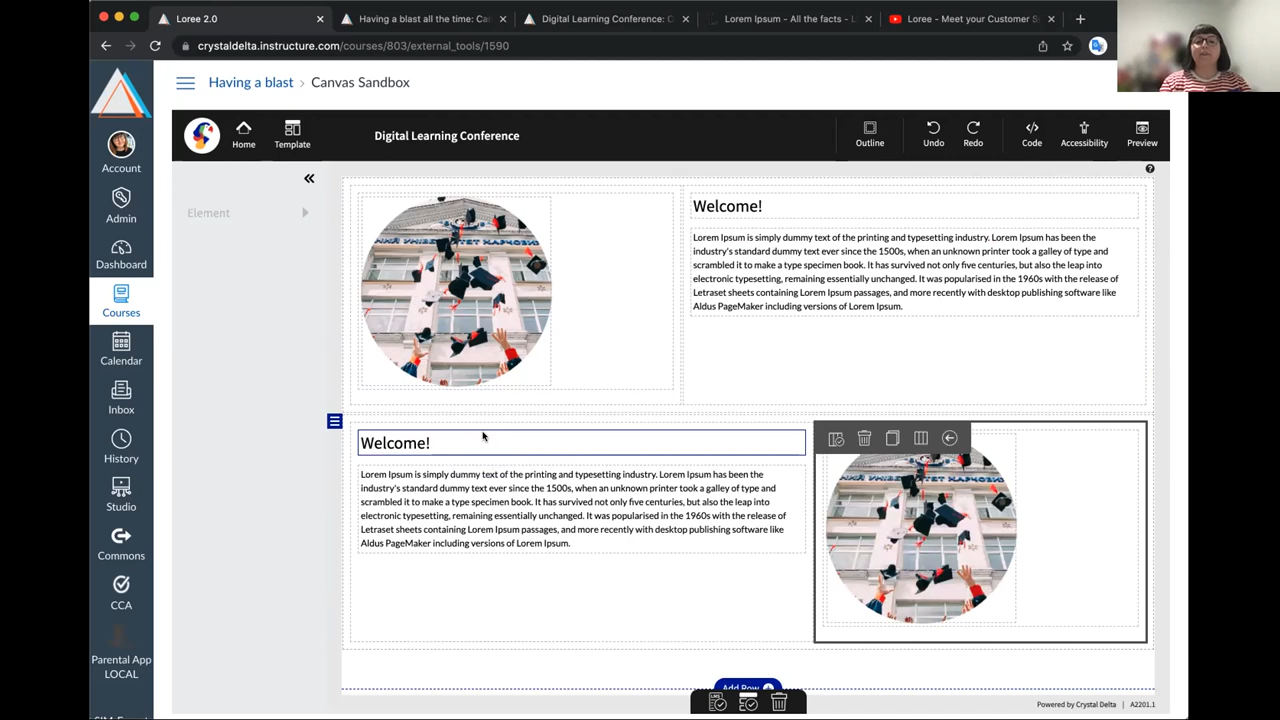 Loree 2.0
Having a blast all the time: Ca
Digital Learning Conference: C
Lorem Ipsum - All the facts - L
Loree - Meet your Customer S
crystaldelta.instructure.com/courses/803/external_tools/1590
Having a blast › Canvas Sandbox
Account
Admin
Dashboard
Courses
Calendar
Inbox
History
Studio
Commons
CCA
Parental App
LOCAL
Home
Template
Digital Learning Conference
Outline
Undo
Redo
Code
Accessibility
Preview
Element
Welcome!
Lorem Ipsum is simply dummy text of the printing and typesetting industry. Lorem Ipsum has been the
industry's standard dummy text ever since the 1500s, when an unknown printer took a galley of type and
scrambled it to make a type specimen book. It has survived not only five centuries, but also the leap into
electronic typesetting, remaining essentially unchanged. It was popularised in the 1960s with the release of
Letraset sheets containing Lorem Ipsum passages, and more recently with desktop publishing software like
Aldus PageMaker including versions of Lorem Ipsum.
Welcome!
Lorem Ipsum is simply dummy text of the printing and typesetting industry. Lorem Ipsum has been the
industry's standard dummy text ever since the 1500s, when an unknown printer took a galley of type and
scrambled it to make a type specimen book. It has survived not only five centuries, but also the leap into
electronic typesetting, remaining essentially unchanged. It was popularised in the 1960s with the release of
Letraset sheets containing Lorem Ipsum passages, and more recently with desktop publishing software like
Aldus PageMaker including versions of Lorem Ipsum.
Add Row
Powered by Crystal Delta | A2201.1